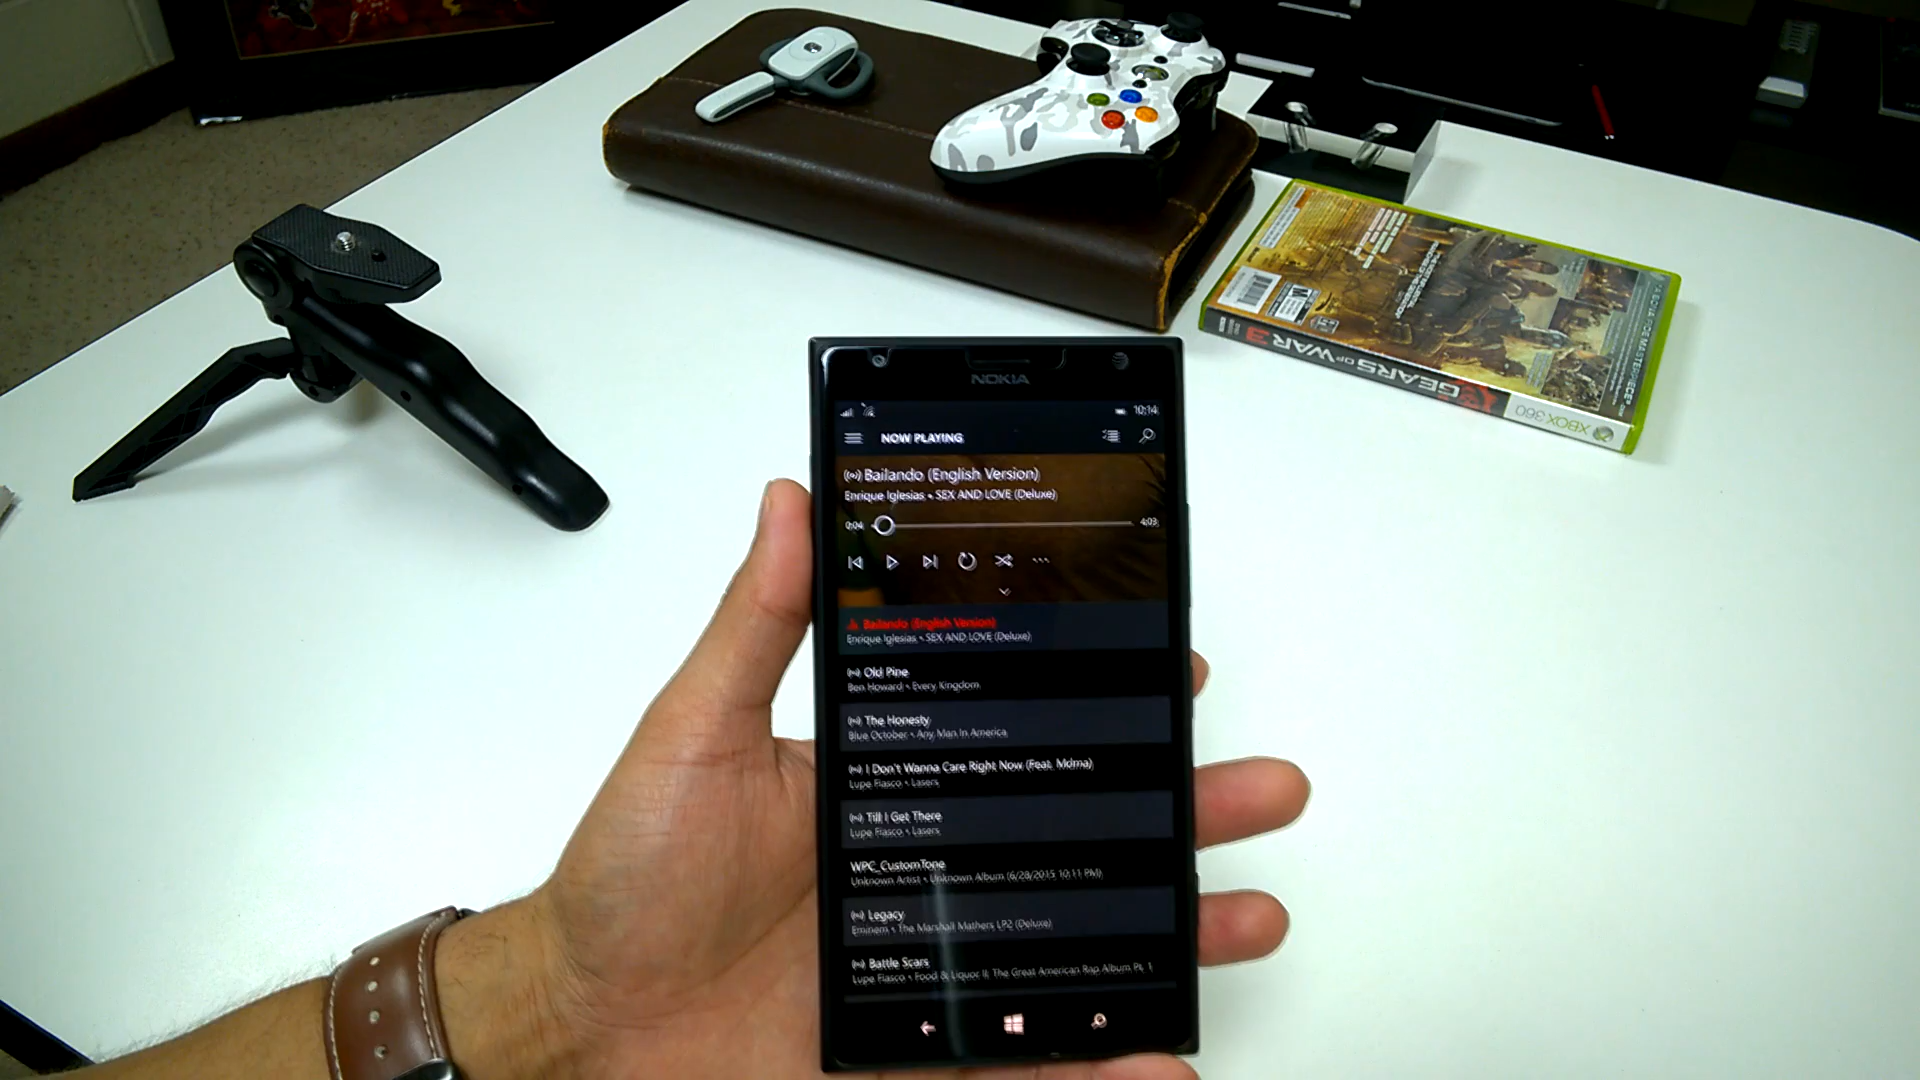 NOKIA
10:14
NOW PLAYING
Bailando (English Version)
Enrique Iglesias • SEX AND LOVE (Deluxe)
0:04
4:03
Bailando (English Version)
Enrique Iglesias • SEX AND LOVE (Deluxe)
Old Pine
Ben Howard • Every Kingdom
The Honesty
Blue October • Any Man In America
I Don't Wanna Care Right Now (Feat. Mdma)
Lupe Fiasco • Lasers
Till I Get There
Lupe Fiasco • Lasers
WPC_CustomTone
Unknown Artist • Unknown Album (6/28/2015 10:11 PM)
Legacy
Eminem • The Marshall Mathers LP2 (Deluxe)
Battle Scars
Lupe Fiasco • Food & Liquor II: The Great American Rap Album Pt. 1
GEARS OF WAR 3
XBOX 360